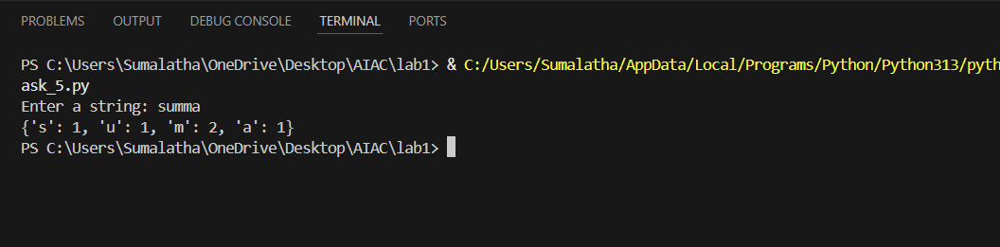 PROBLEMS OUTPUT DEBUG CONSOLE TERMINAL PORTS
PS C:\Users\Sumalatha\OneDrive\Desktop\AIAC\lab1> & C:/Users/Sumalatha/AppData/Local/Programs/Python/Python313/pyth
ask_5.py
Enter a string: summa
{'s': 1, 'u': 1, 'm': 2, 'a': 1}
PS C:\Users\Sumalatha\OneDrive\Desktop\AIAC\lab1>